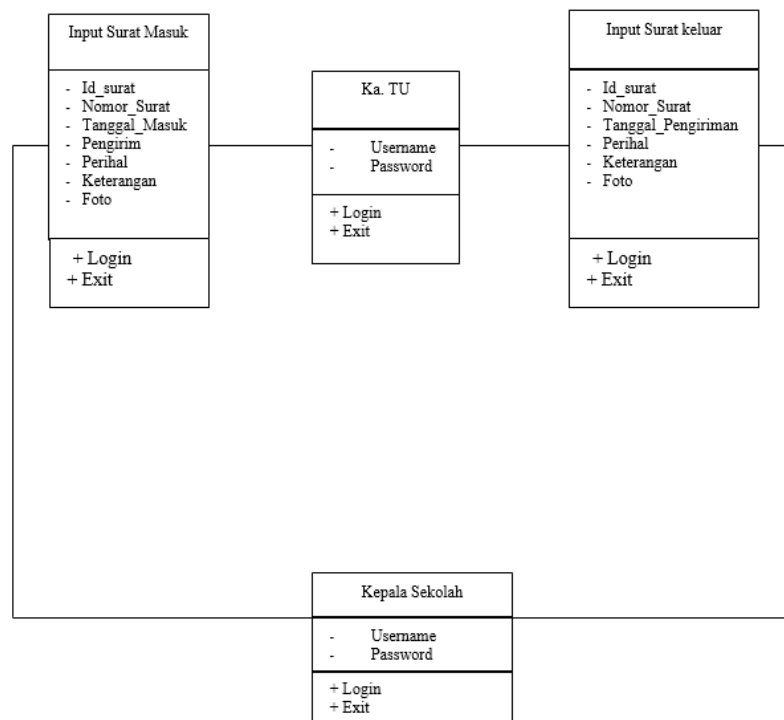 Input Surat Masuk
- Id_surat
- Nomor_Surat
- Tanggal_Masuk
- Pengirim
- Perihal
- Keterangan
- Foto
+ Login
+ Exit
Ka. TU
- Username
- Password
+ Login
+ Exit
Input Surat keluar
- Id_surat
- Nomor_Surat
- Tanggal_Pengiriman
- Perihal
- Keterangan
- Foto
+ Login
+ Exit
Kepala Sekolah
- Username
- Password
+ Login
+ Exit